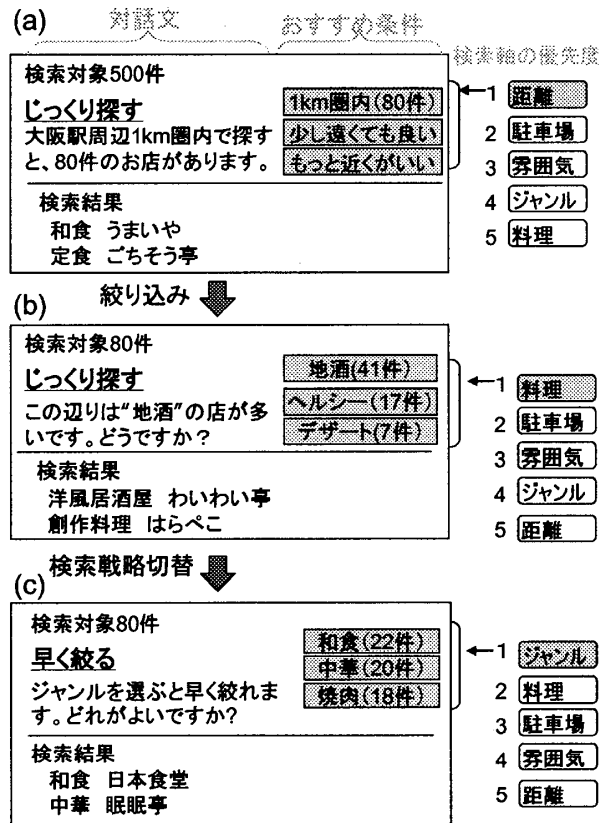 (a)
対話文 おすすめ条件
検索軸の優先度
検索対象500件
じっくり探す
大阪駅周辺1km圏内で探す
と、80件のお店があります。
1km圏内(80件)
少し遠くても良い
もっと近くがいい
検索結果
和食 うまいや
定食 ごちそう亭
1 距離
2 駐車場
3 雰囲気
4 ジャンル
5 料理
絞り込み
(b)
検索対象80件
じっくり探す
この辺りは“地酒”の店が多
いです。どうですか?
地酒(41件)
ヘルシー(17件)
デザート(7件)
検索結果
洋風居酒屋 わいわい亭
創作料理 はらぺこ
1 料理
2 駐車場
3 雰囲気
4 ジャンル
5 距離
検索戦略切替
(c)
検索対象80件
早く絞る
ジャンルを選ぶと早く絞れま
す。どれがよいですか?
和食(22件)
中華(20件)
焼肉(18件)
検索結果
和食 日本食堂
中華 眠眠亭
1 ジャンル
2 料理
3 駐車場
4 雰囲気
5 距離